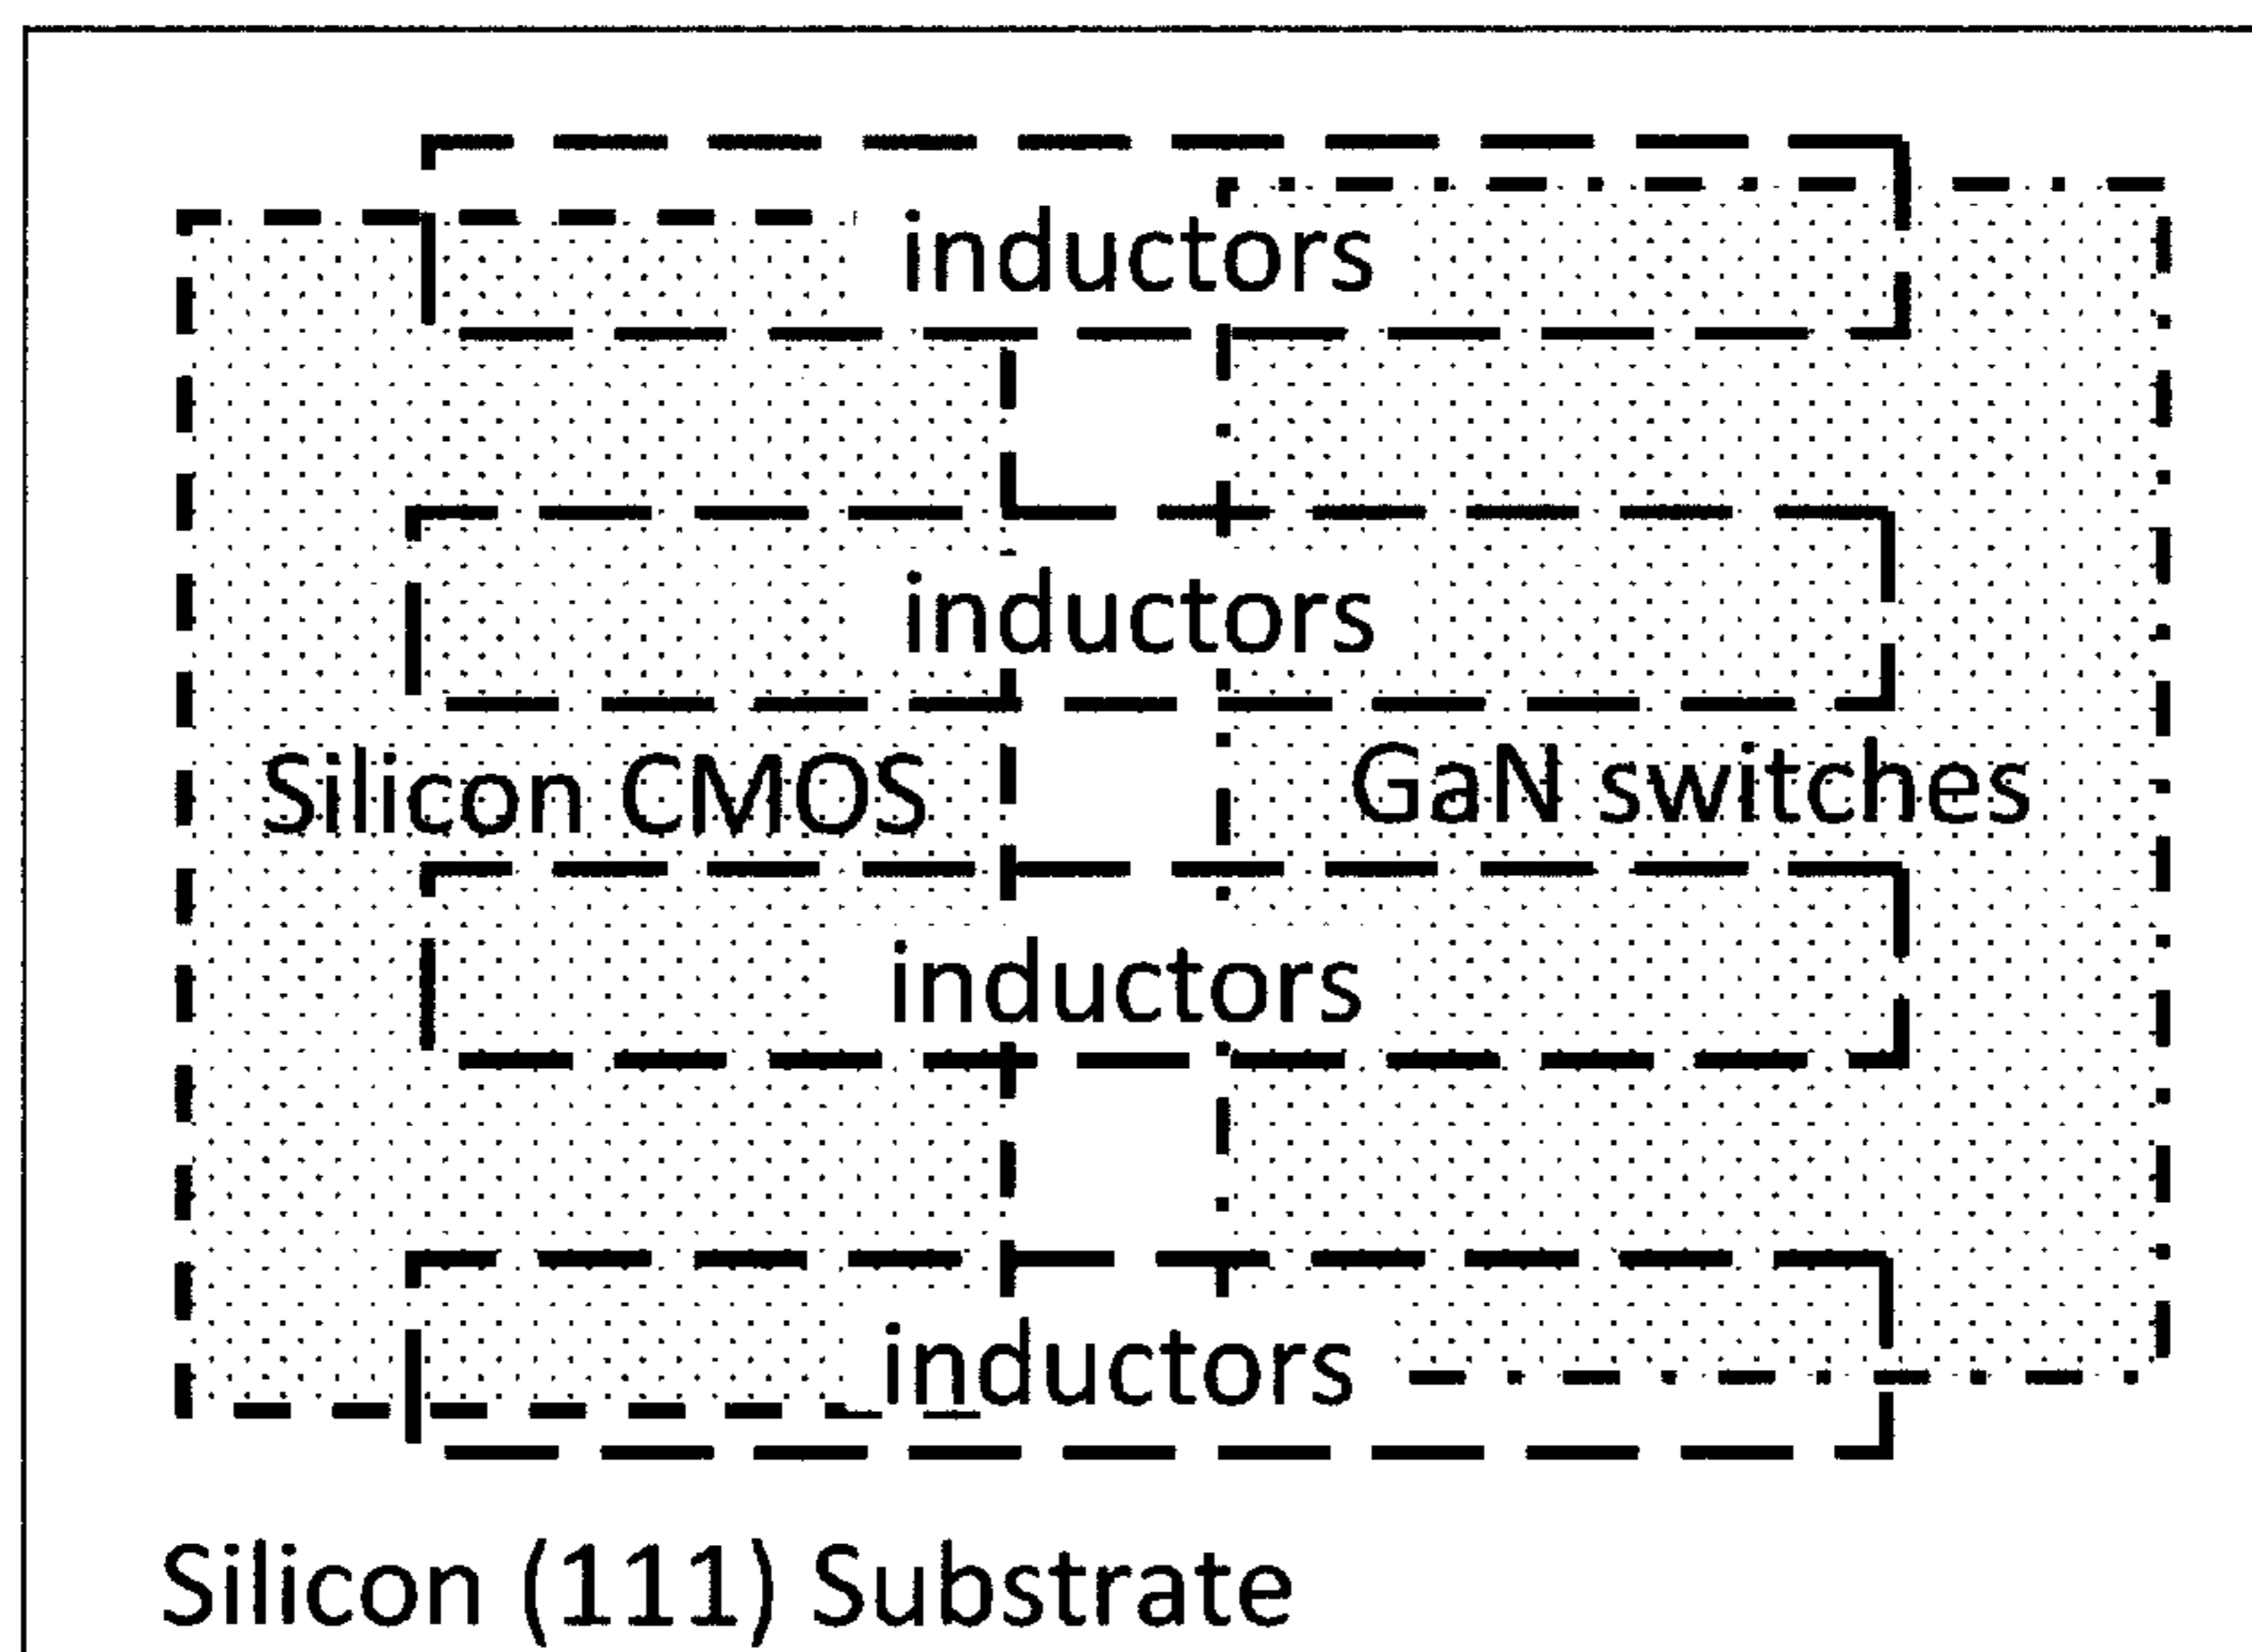 inductors
inductors
Silicon CMOS
GaN switches
inductors
inductors
Silicon (111) Substrate